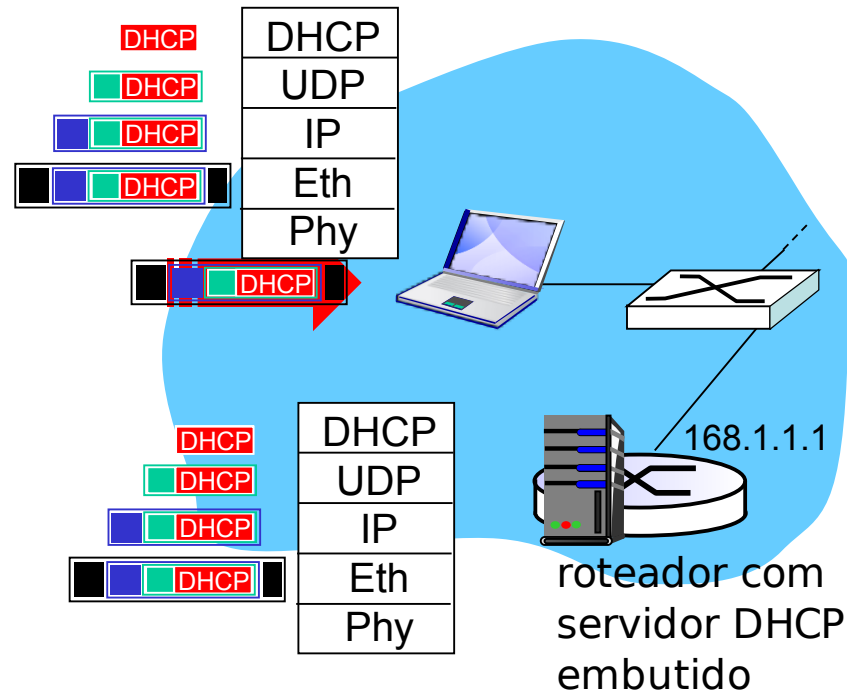 DHCP DHCP
DHCP UDP
DHCP IP
DHCP Eth
Phy
DHCP
DHCP DHCP
DHCP UDP
DHCP IP
DHCP Eth
Phy
168.1.1.1
roteador com
servidor DHCP
embutido